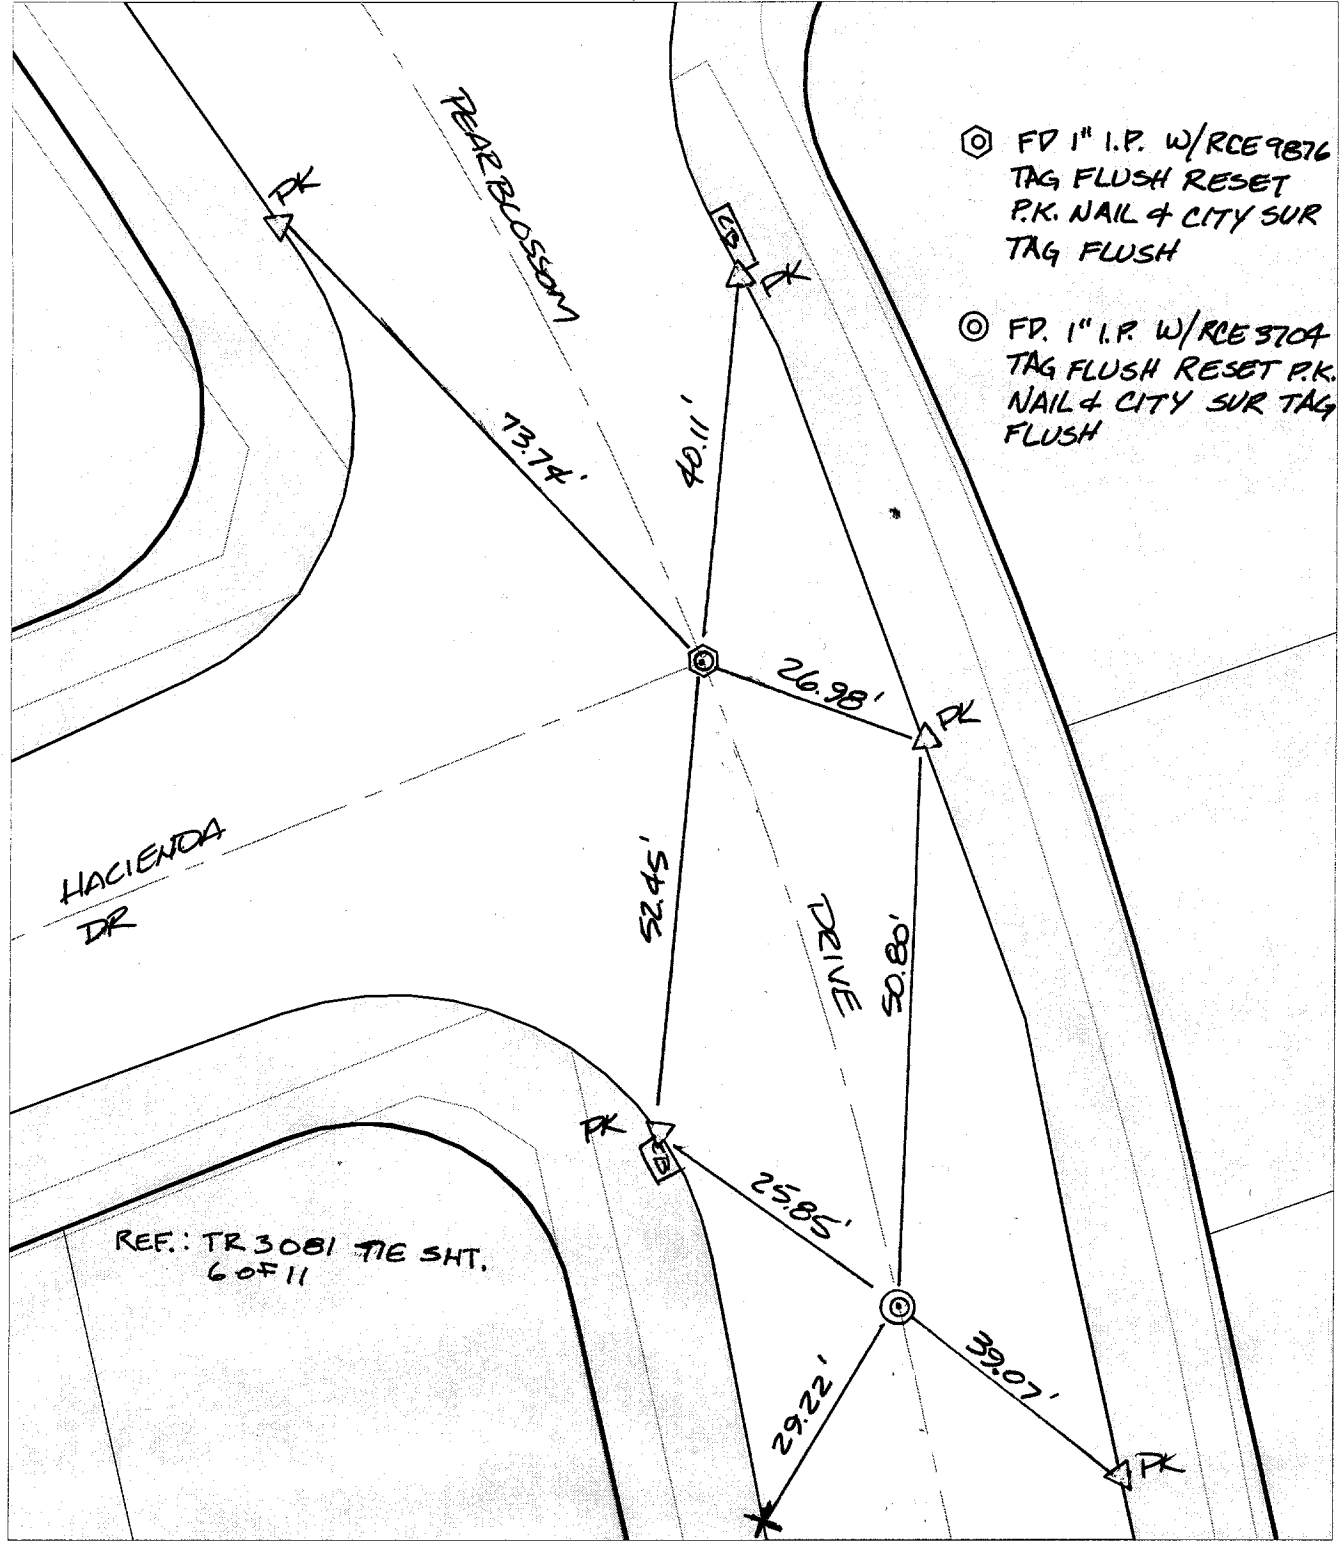 PEARBLOSSOM
PK
CB
PK
FD 1" I.P. W/RCE 9876
TAG FLUSH RESET
P.K. NAIL & CITY SUR
TAG FLUSH
FD. 1" I.P. W/RCE 3704
TAG FLUSH RESET P.K.
NAIL & CITY SUR TAG
FLUSH
73.74'
40.11'
26.98'
PK
HACIENDA
DR
52.45'
DRIVE
50.80'
PK
CB
25.85'
REF.: TR 3081 TIE SHT.
6 OF 11
29.22'
39.07'
PK